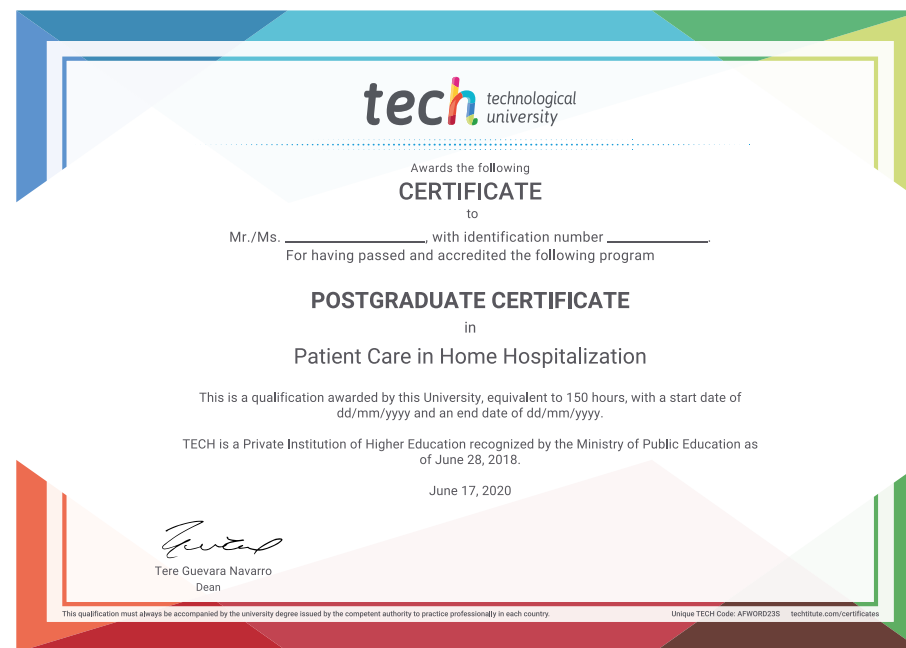 tech technological
university
Awards the following
CERTIFICATE
to
Mr./Ms. ____________________, with identification number _______________.
For having passed and accredited the following program
POSTGRADUATE CERTIFICATE
in
Patient Care in Home Hospitalization
This is a qualification awarded by this University, equivalent to 150 hours, with a start date of
dd/mm/yyyy and an end date of dd/mm/yyyy.
TECH is a Private Institution of Higher Education recognized by the Ministry of Public Education as
of June 28, 2018.
June 17, 2020
Tere Guevara Navarro
Dean
This qualification must always be accompanied by the university degree issued by the competent authority to practice professionally in each country. Unique TECH Code: AFWORD23S techtitute.com/certificates